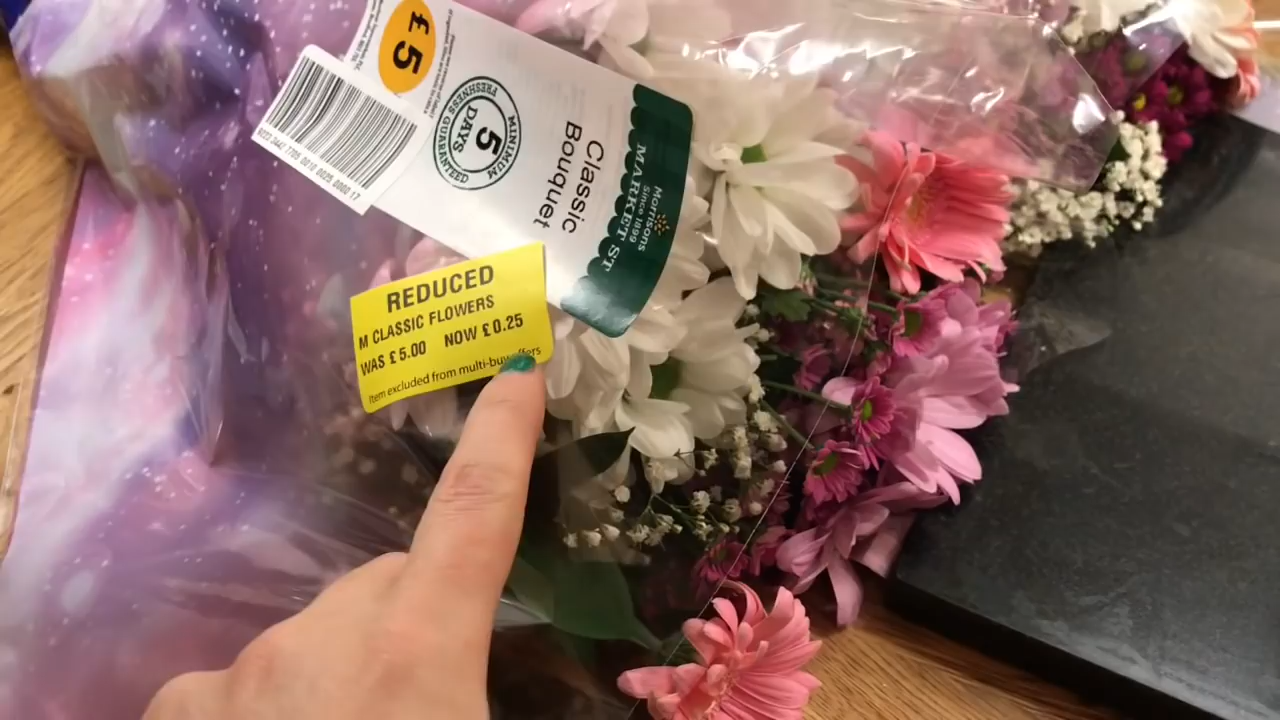 £5
MINIMUM
5
DAYS
FRESHNESS GUARANTEED
Classic
Bouquet
Morrisons
Since 1899
MARKET ST
REDUCED
M CLASSIC FLOWERS
WAS £5.00 NOW £0.25
Item excluded from multi-buy offers